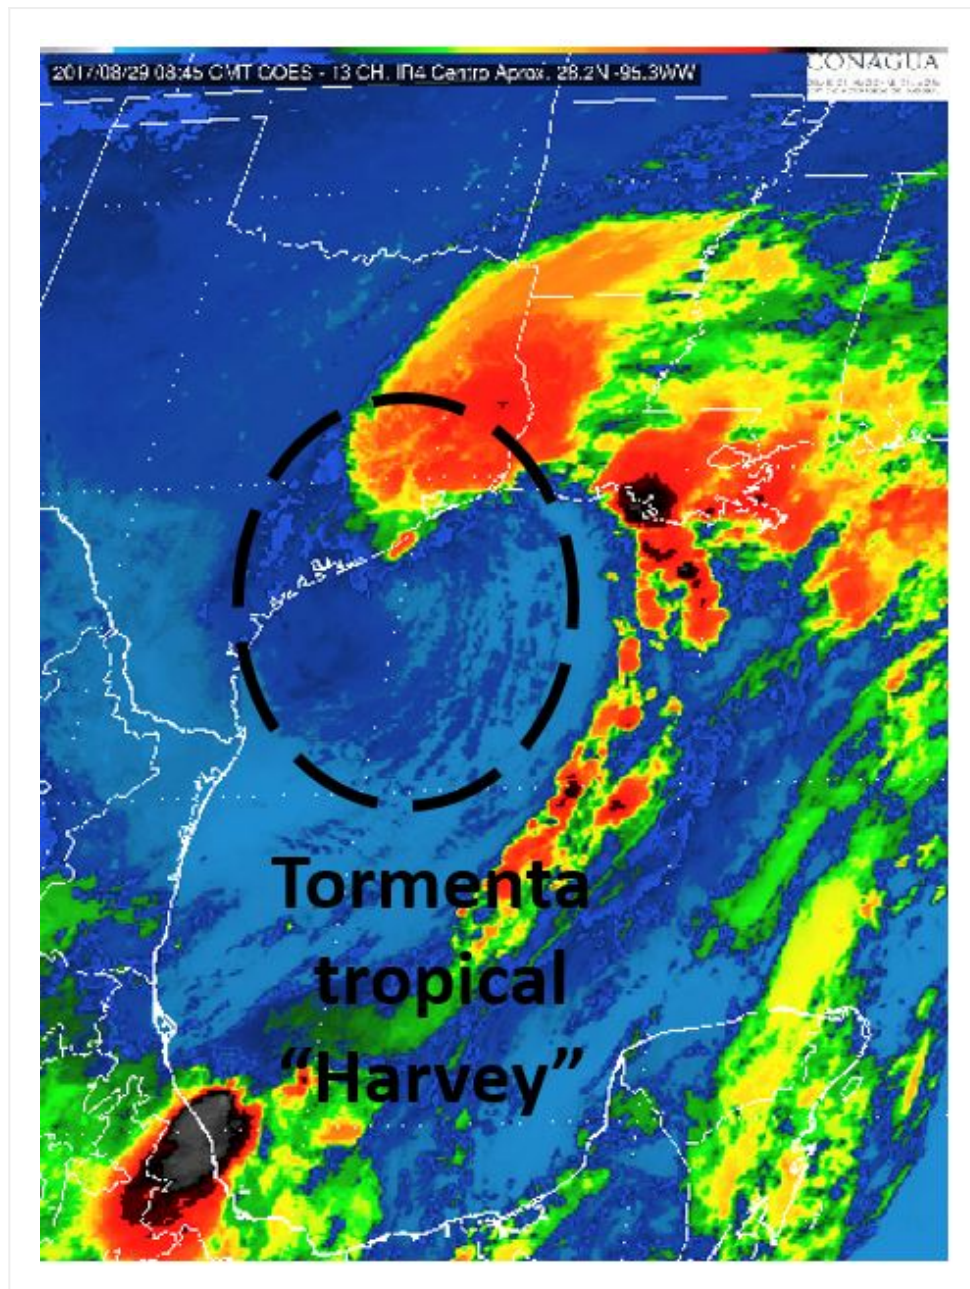 2017/08/29 08:45 GMT GOES - 13 CH. IR4 Centro Aprox. 28.2N -95.3WW
CONAGUA
Tormenta
tropical
“Harvey”